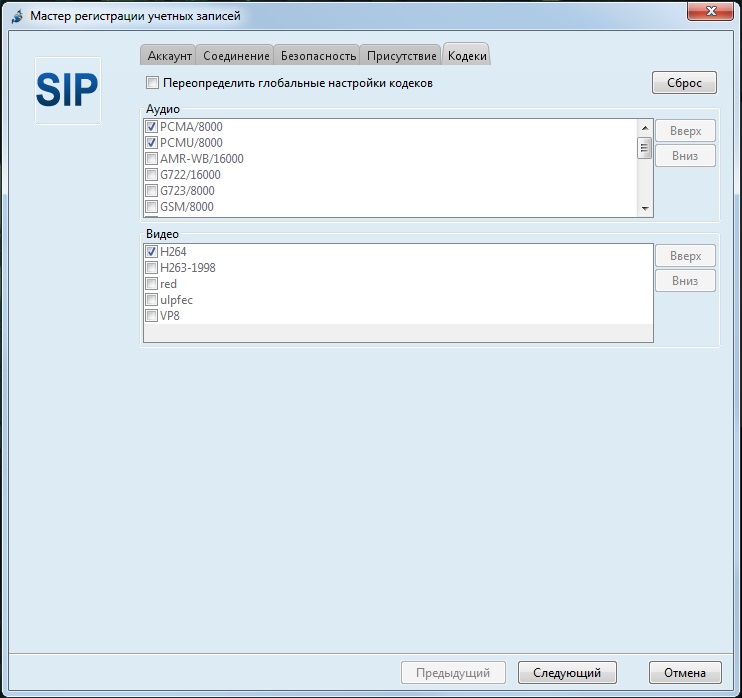 Мастер регистрации учетных записей
SIP
Аккаунт Соединение Безопасность Присутствие Кодеки
Переопределить глобальные настройки кодеков Сброс
Аудио
PCMA/8000
PCMU/8000
AMR-WB/16000
G722/16000
G723/8000
GSM/8000
Вверх
Вниз
Видео
H264
H263-1998
red
ulpfec
VP8
Вверх
Вниз
Предыдущий Следующий Отмена